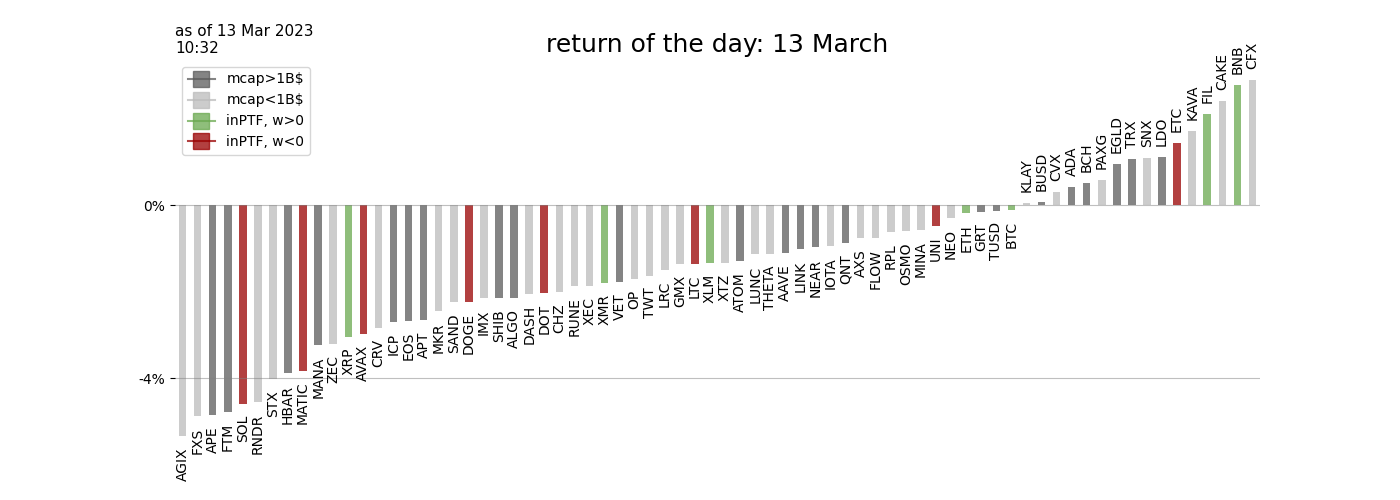 as of 13 Mar 2023
10:32
return of the day: 13 March
mcap>1B$
mcap<1B$
inPTF, w>0
inPTF, w<0
0%
-4%
AGIX
FXS
APE
FTM
SOL
RNDR
STX
HBAR
MATIC
MANA
ZEC
XRP
AVAX
CRV
ICP
EOS
APT
MKR
SAND
DOGE
IMX
SHIB
ALGO
DASH
DOT
CHZ
RUNE
XEC
XMR
VET
OP
TWT
LRC
GMX
LTC
XLM
XTZ
ATOM
LUNC
THETA
AAVE
LINK
NEAR
IOTA
QNT
AXS
FLOW
RPL
OSMO
MINA
UNI
NEO
ETH
GRT
TUSD
BTC
KLAY
BUSD
CVX
ADA
BCH
PAXG
EGLD
TRX
SNX
LDO
ETC
KAVA
FIL
CAKE
BNB
CFX